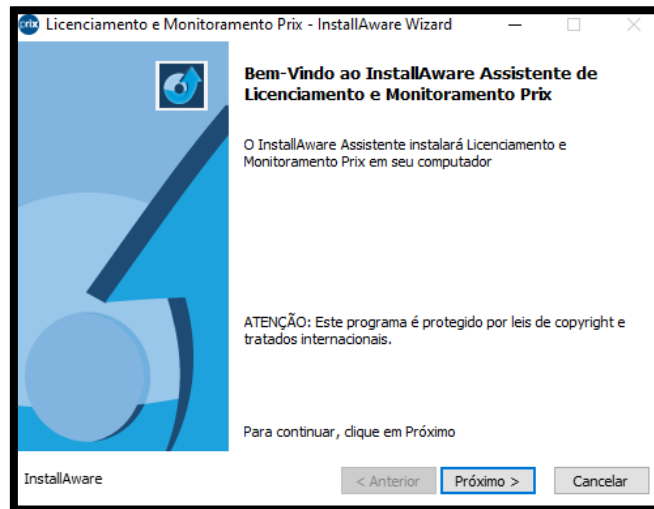 prix Licenciamento e Monitoramento Prix - InstallAware Wizard
Bem-Vindo ao InstallAware Assistente de
Licenciamento e Monitoramento Prix
O InstallAware Assistente instalará Licenciamento e
Monitoramento Prix em seu computador
ATENÇÃO: Este programa é protegido por leis de copyright e
tratados internacionais.
Para continuar, clique em Próximo
InstallAware
< Anterior
Próximo >
Cancelar